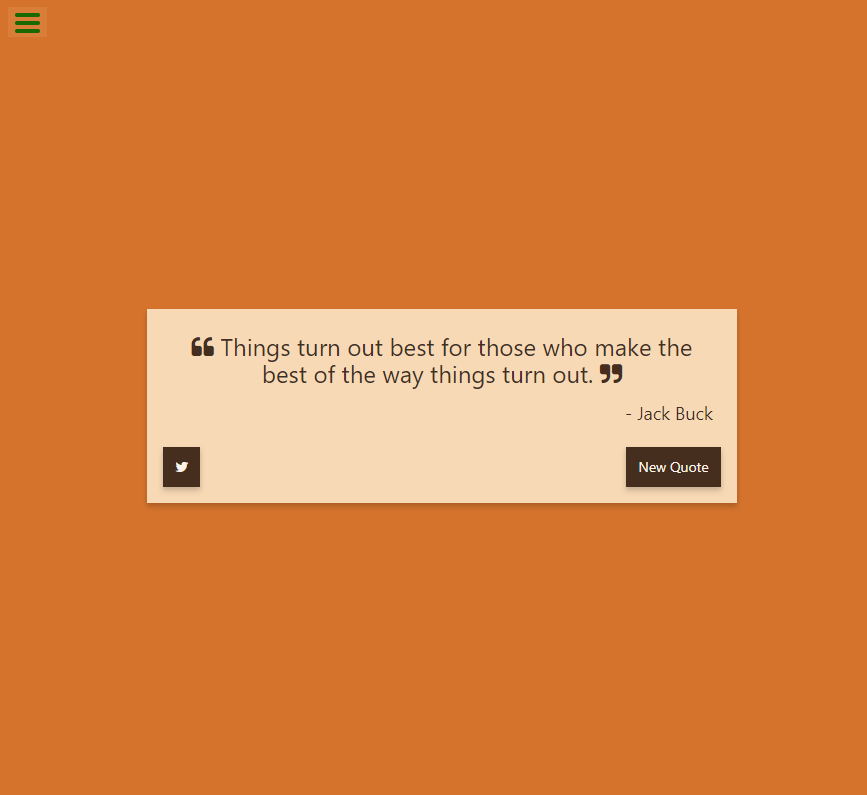 ❝ Things turn out best for those who make the
best of the way things turn out. ❞
- Jack Buck
New Quote